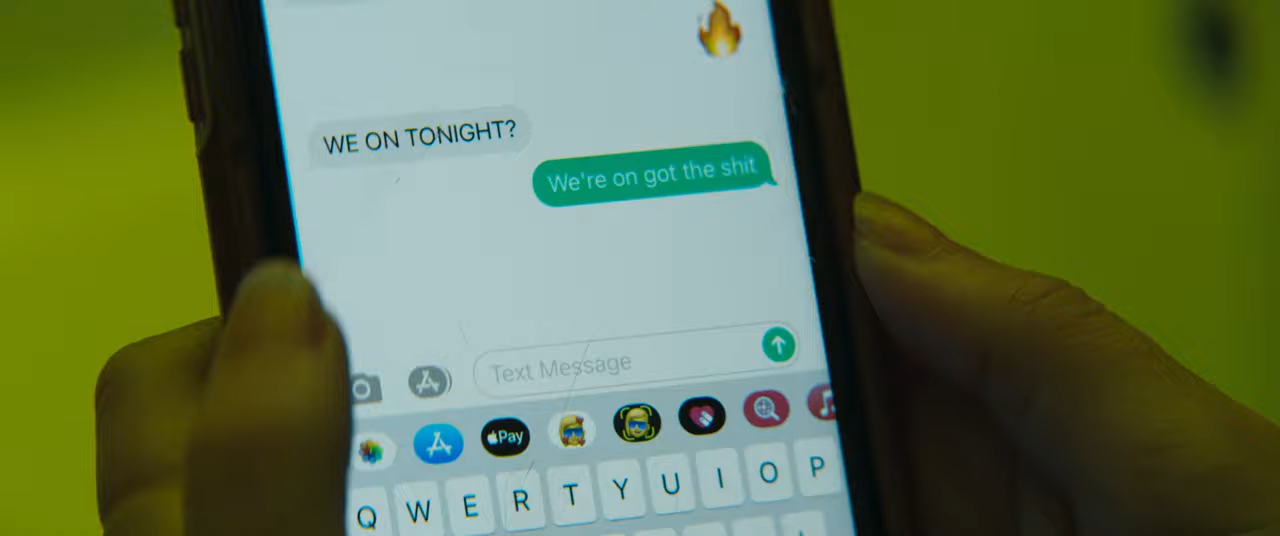 WE ON TONIGHT?
We're on got the shit
Text Message
Pay
Q W E R T Y U I O P